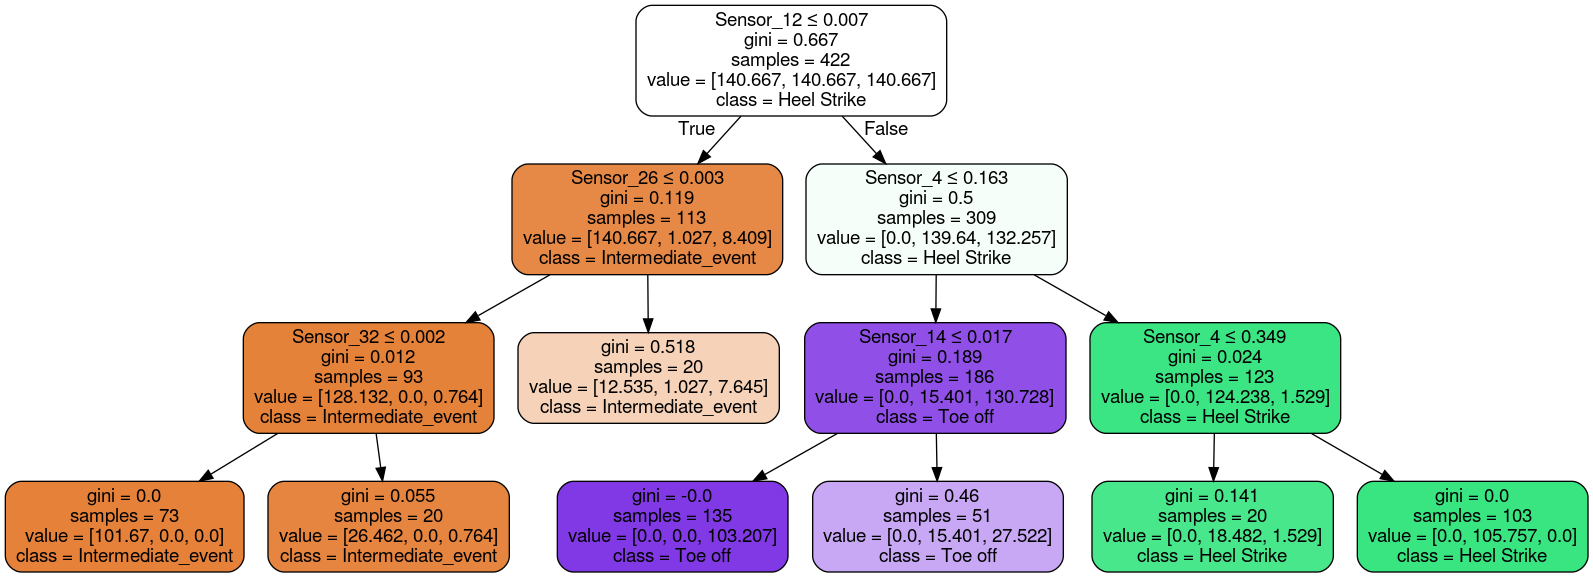 Sensor_12 ≤ 0.007
gini = 0.667
samples = 422
value = [140.667, 140.667, 140.667]
class = Heel Strike
True
False
Sensor_26 ≤ 0.003
gini = 0.119
samples = 113
value = [140.667, 1.027, 8.409]
class = Intermediate_event
Sensor_4 ≤ 0.163
gini = 0.5
samples = 309
value = [0.0, 139.64, 132.257]
class = Heel Strike
Sensor_32 ≤ 0.002
gini = 0.012
samples = 93
value = [128.132, 0.0, 0.764]
class = Intermediate_event
gini = 0.518
samples = 20
value = [12.535, 1.027, 7.645]
class = Intermediate_event
Sensor_14 ≤ 0.017
gini = 0.189
samples = 186
value = [0.0, 15.401, 130.728]
class = Toe off
Sensor_4 ≤ 0.349
gini = 0.024
samples = 123
value = [0.0, 124.238, 1.529]
class = Heel Strike
gini = 0.0
samples = 73
value = [101.67, 0.0, 0.0]
class = Intermediate_event
gini = 0.055
samples = 20
value = [26.462, 0.0, 0.764]
class = Intermediate_event
gini = -0.0
samples = 135
value = [0.0, 0.0, 103.207]
class = Toe off
gini = 0.46
samples = 51
value = [0.0, 15.401, 27.522]
class = Toe off
gini = 0.141
samples = 20
value = [0.0, 18.482, 1.529]
class = Heel Strike
gini = 0.0
samples = 103
value = [0.0, 105.757, 0.0]
class = Heel Strike